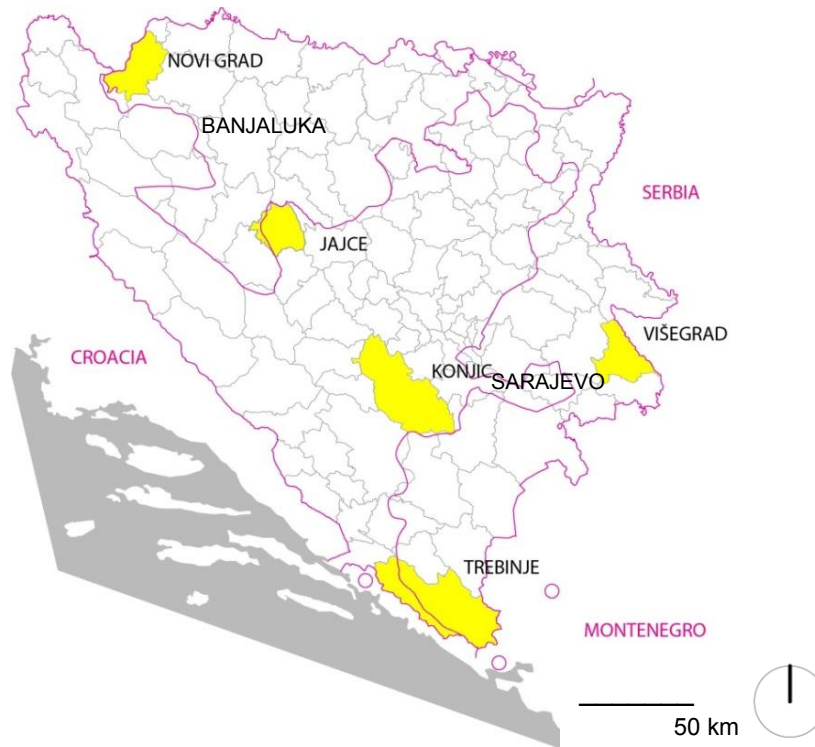 NOVI GRAD
BANJALUKA
SERBIA
JAJCE
VIŠEGRAD
CROACIA
KONJIC
SARAJEVO
TREBINJE
MONTENEGRO
50 km